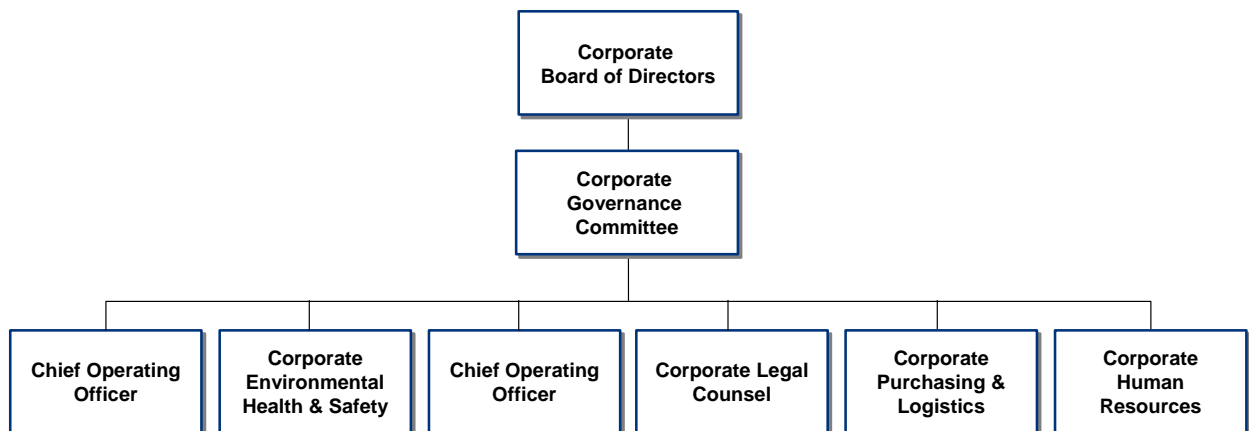 Corporate
Board of Directors
Corporate
Governance
Committee
Chief Operating
Officer
Corporate
Environmental
Health & Safety
Chief Operating
Officer
Corporate Legal
Counsel
Corporate
Purchasing &
Logistics
Corporate
Human
Resources